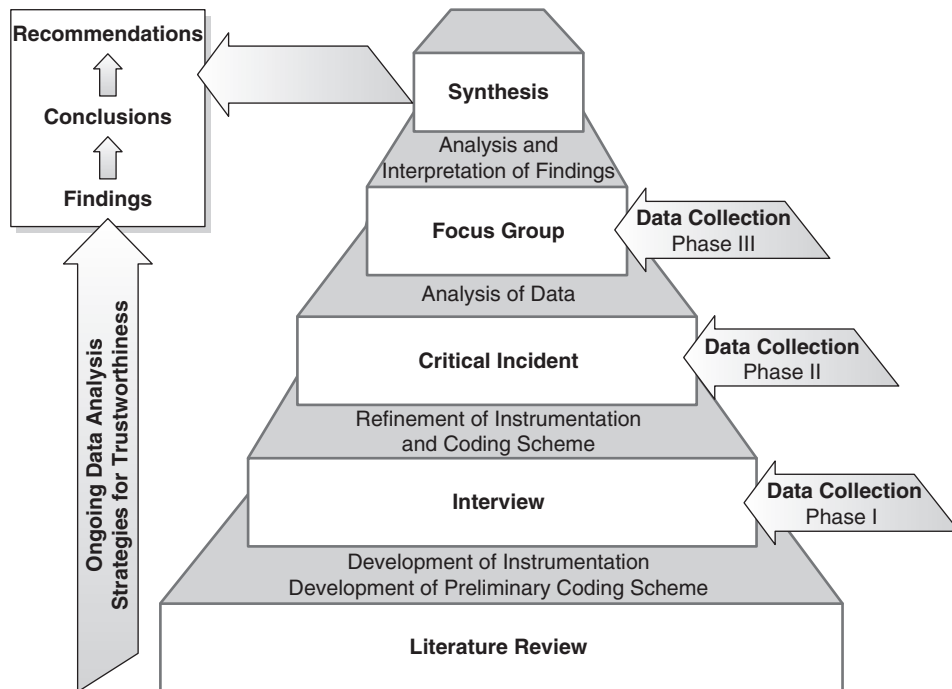 Recommendations
Conclusions
Findings
Ongoing Data Analysis
Strategies for Trustworthiness
Synthesis
Analysis and
Interpretation of Findings
Focus Group
Data Collection
Phase III
Analysis of Data
Critical Incident
Data Collection
Phase II
Refinement of Instrumentation
and Coding Scheme
Interview
Data Collection
Phase I
Development of Instrumentation
Development of Preliminary Coding Scheme
Literature Review